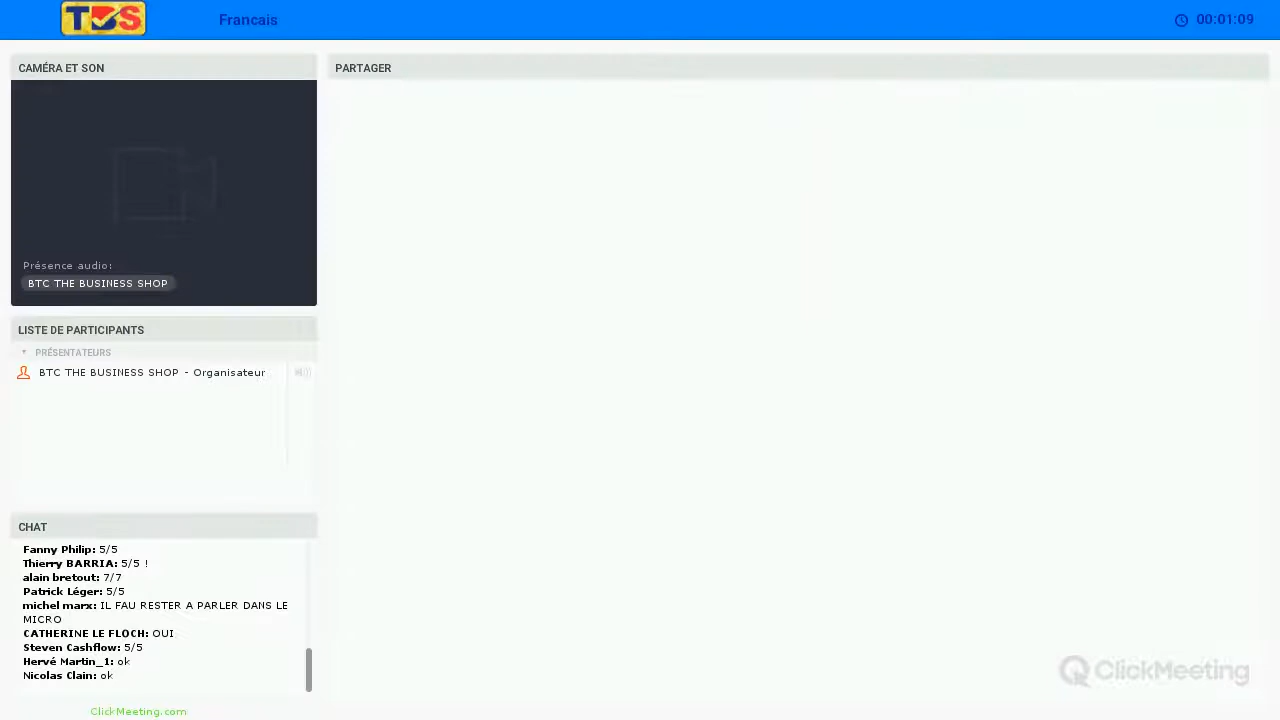 TBS
Francais
00:01:09
CAMÉRA ET SON
PARTAGER
Présence audio:
BTC THE BUSINESS SHOP
LISTE DE PARTICIPANTS
PRÉSENTATEURS
BTC THE BUSINESS SHOP - Organisateur
CHAT
Fanny Philip: 5/5
Thierry BARRIA: 5/5 !
alain bretout: 7/7
Patrick Léger: 5/5
michel marx: IL FAU RESTER A PARLER DANS LE
MICRO
CATHERINE LE FLOCH: OUI
Steven Cashflow: 5/5
Hervé Martin_1: ok
Nicolas Clain: ok
ClickMeeting
ClickMeeting.com